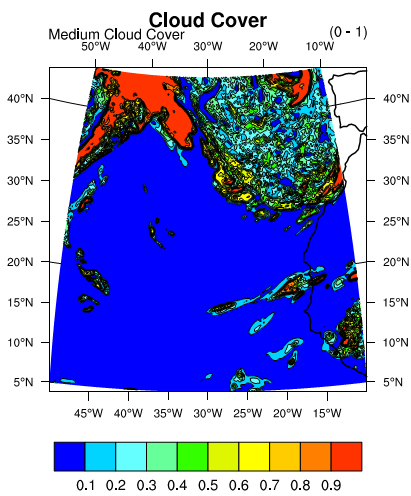 Cloud Cover
Medium Cloud Cover (0 - 1)
50°W 40°W 30°W 20°W 10°W
40°N 40°N
35°N 35°N
30°N 30°N
25°N 25°N
20°N 20°N
15°N 15°N
10°N 10°N
5°N 5°N
45°W 40°W 35°W 30°W 25°W 20°W 15°W
0.1 0.2 0.3 0.4 0.5 0.6 0.7 0.8 0.9